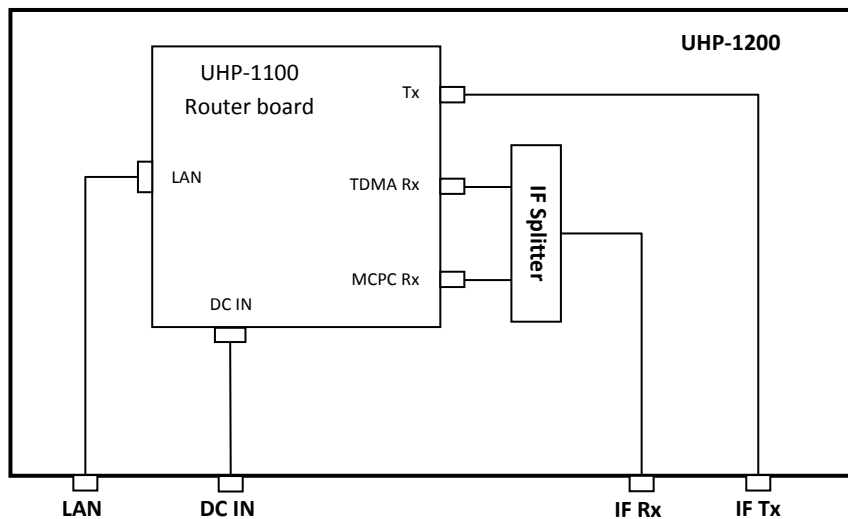 UHP-1200
UHP-1100
Router board
Tx
LAN
TDMA Rx
IF Splitter
MCPC Rx
DC IN
LAN
DC IN
IF Rx
IF Tx